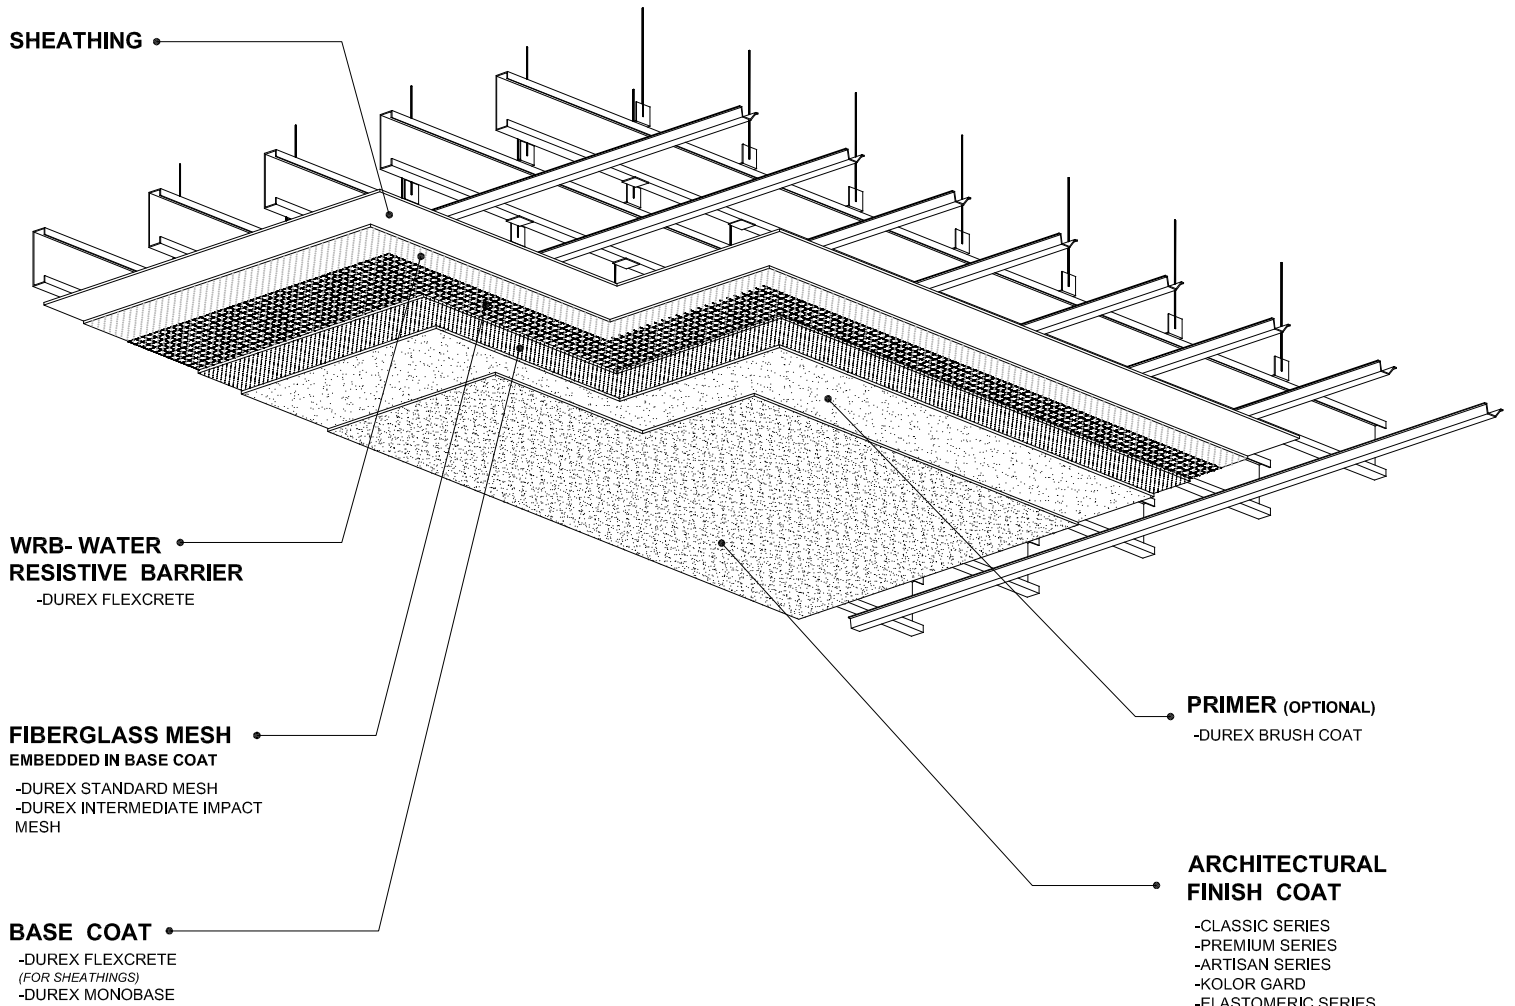 SHEATHING
WRB- WATER
RESISTIVE BARRIER
-DUREX FLEXCRETE
FIBERGLASS MESH
EMBEDDED IN BASE COAT
-DUREX STANDARD MESH
-DUREX INTERMEDIATE IMPACT
MESH
BASE COAT
-DUREX FLEXCRETE
(FOR SHEATHINGS)
-DUREX MONOBASE
PRIMER (OPTIONAL)
-DUREX BRUSH COAT
ARCHITECTURAL
FINISH COAT
-CLASSIC SERIES
-PREMIUM SERIES
-ARTISAN SERIES
-KOLOR GARD
-ELASTOMERIC SERIES